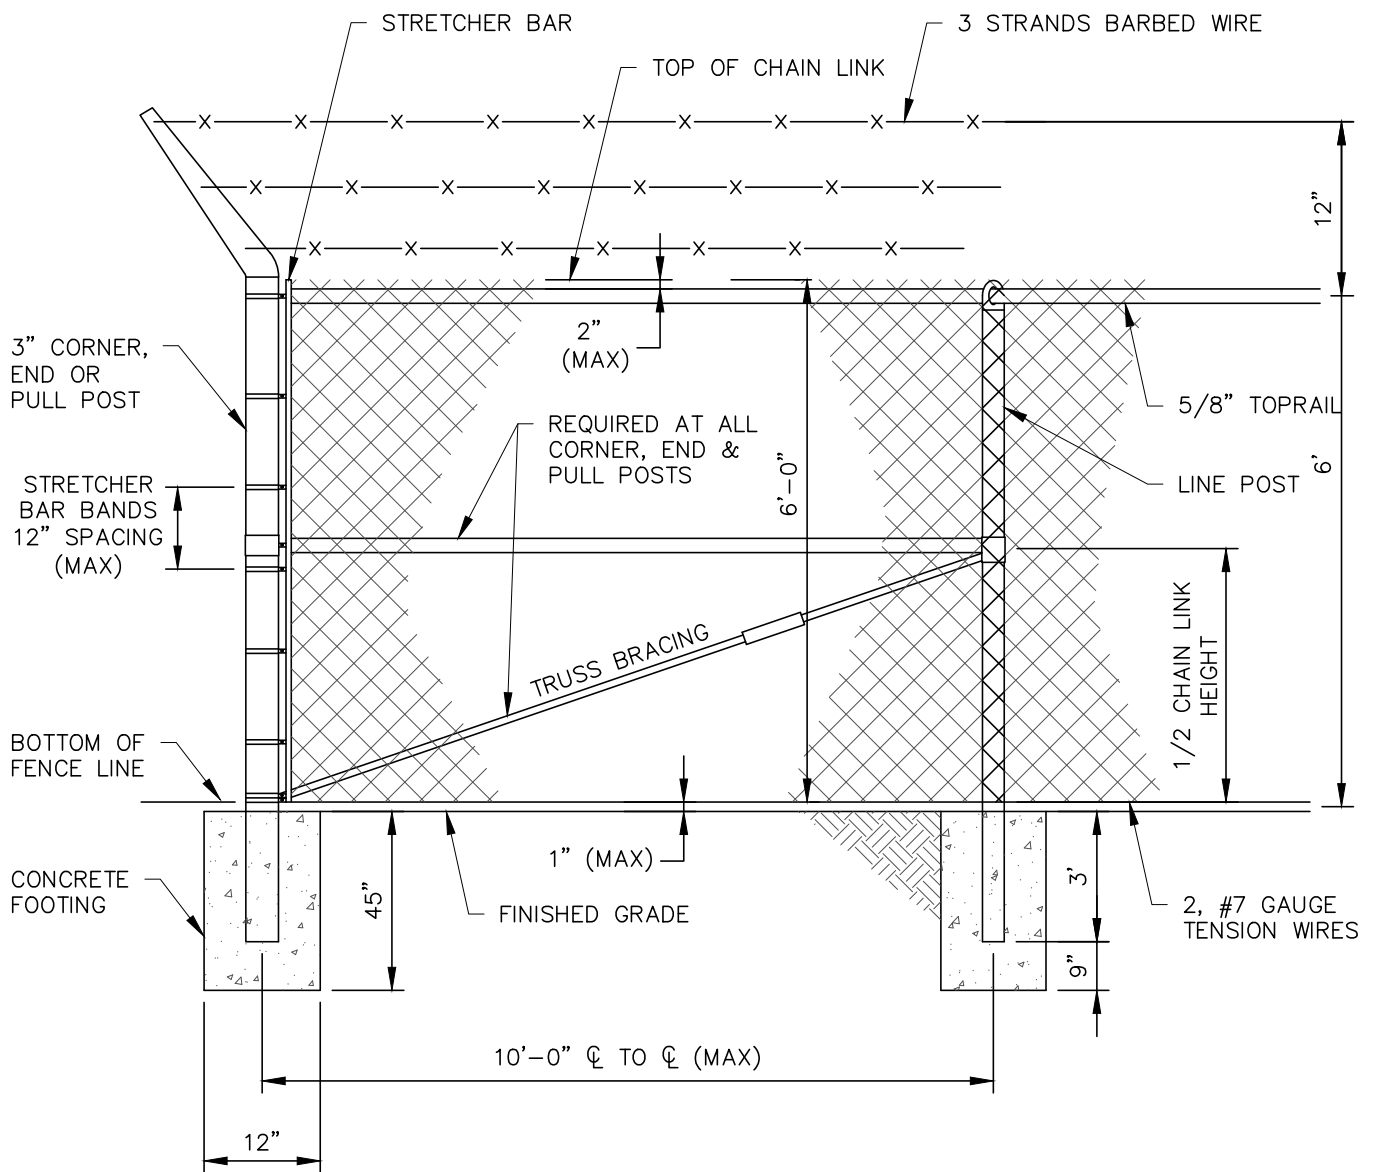 STRETCHER BAR
3 STRANDS BARBED WIRE
TOP OF CHAIN LINK
X X X X X X X X X
X X X X X X X X
X X X X X X X
12"
2"
(MAX)
3" CORNER,
END OR
PULL POST
5/8" TOPRAIL
REQUIRED AT ALL
CORNER, END &
PULL POSTS
6'-0"
6'
LINE POST
STRETCHER
BAR BANDS
12" SPACING
(MAX)
1/2 CHAIN LINK
HEIGHT
TRUSS BRACING
BOTTOM OF
FENCE LINE
1" (MAX)
CONCRETE
FOOTING
45"
FINISHED GRADE
3'
9"
2, #7 GAUGE
TENSION WIRES
10'-0" ℄ TO ℄ (MAX)
12"